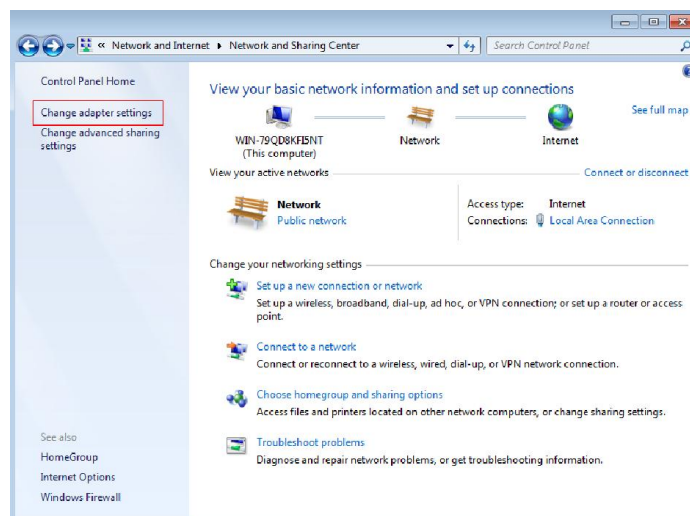 « Network and Internet ▸ Network and Sharing Center
Search Control Panel
Control Panel Home
Change adapter settings
Change advanced sharing
settings
See also
HomeGroup
Internet Options
Windows Firewall
View your basic network information and set up connections
See full map
WIN-79QD8KFI5NT
(This computer)
Network
Internet
View your active networks
Connect or disconnect
Network
Public network
Access type: Internet
Connections: Local Area Connection
Change your networking settings
Set up a new connection or network
Set up a wireless, broadband, dial-up, ad hoc, or VPN connection; or set up a router or access
point.
Connect to a network
Connect or reconnect to a wireless, wired, dial-up, or VPN network connection.
Choose homegroup and sharing options
Access files and printers located on other network computers, or change sharing settings.
Troubleshoot problems
Diagnose and repair network problems, or get troubleshooting information.